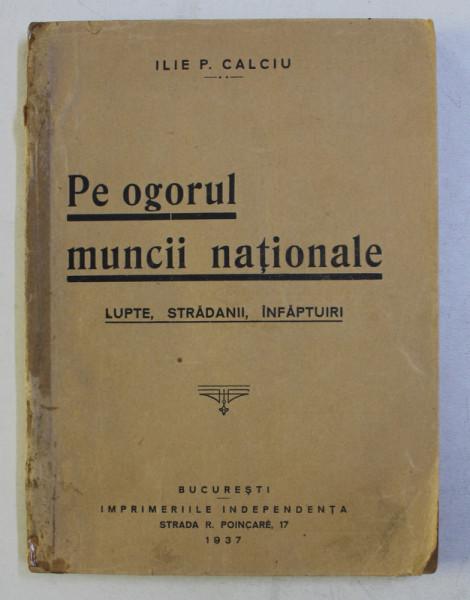 ILIE P. CALCIU
Pe ogorul
muncii naționale
LUPTE, STRĂDANII, ÎNFĂPTUIRI
BUCUREȘTI
IMPRIMERIILE INDEPENDENȚA
STRADA R. POINCARÉ, 17
1937